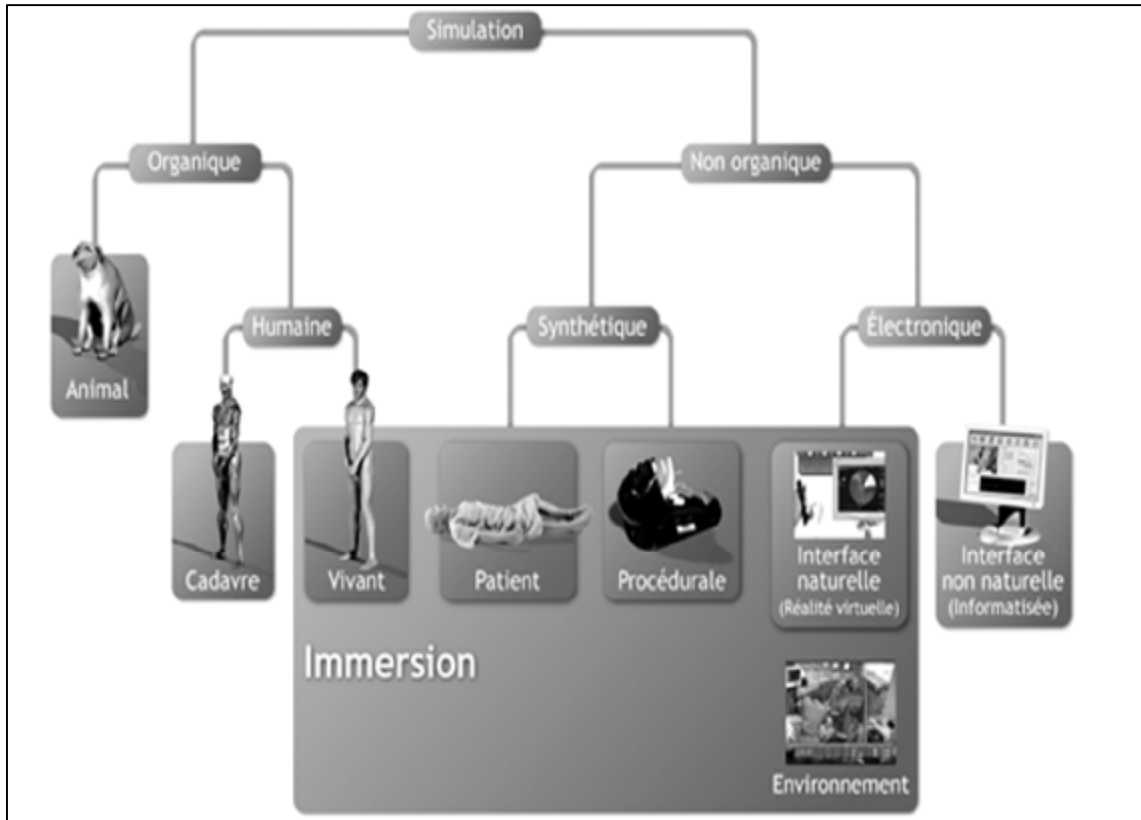 Simulation
Organique
Non organique
Animal
Humaine
Synthétique
Électronique
Cadavre
Vivant
Patient
Procédurale
Interface
naturelle
(Réalité virtuelle)
Interface
non naturelle
(Informatisée)
Immersion
Environnement